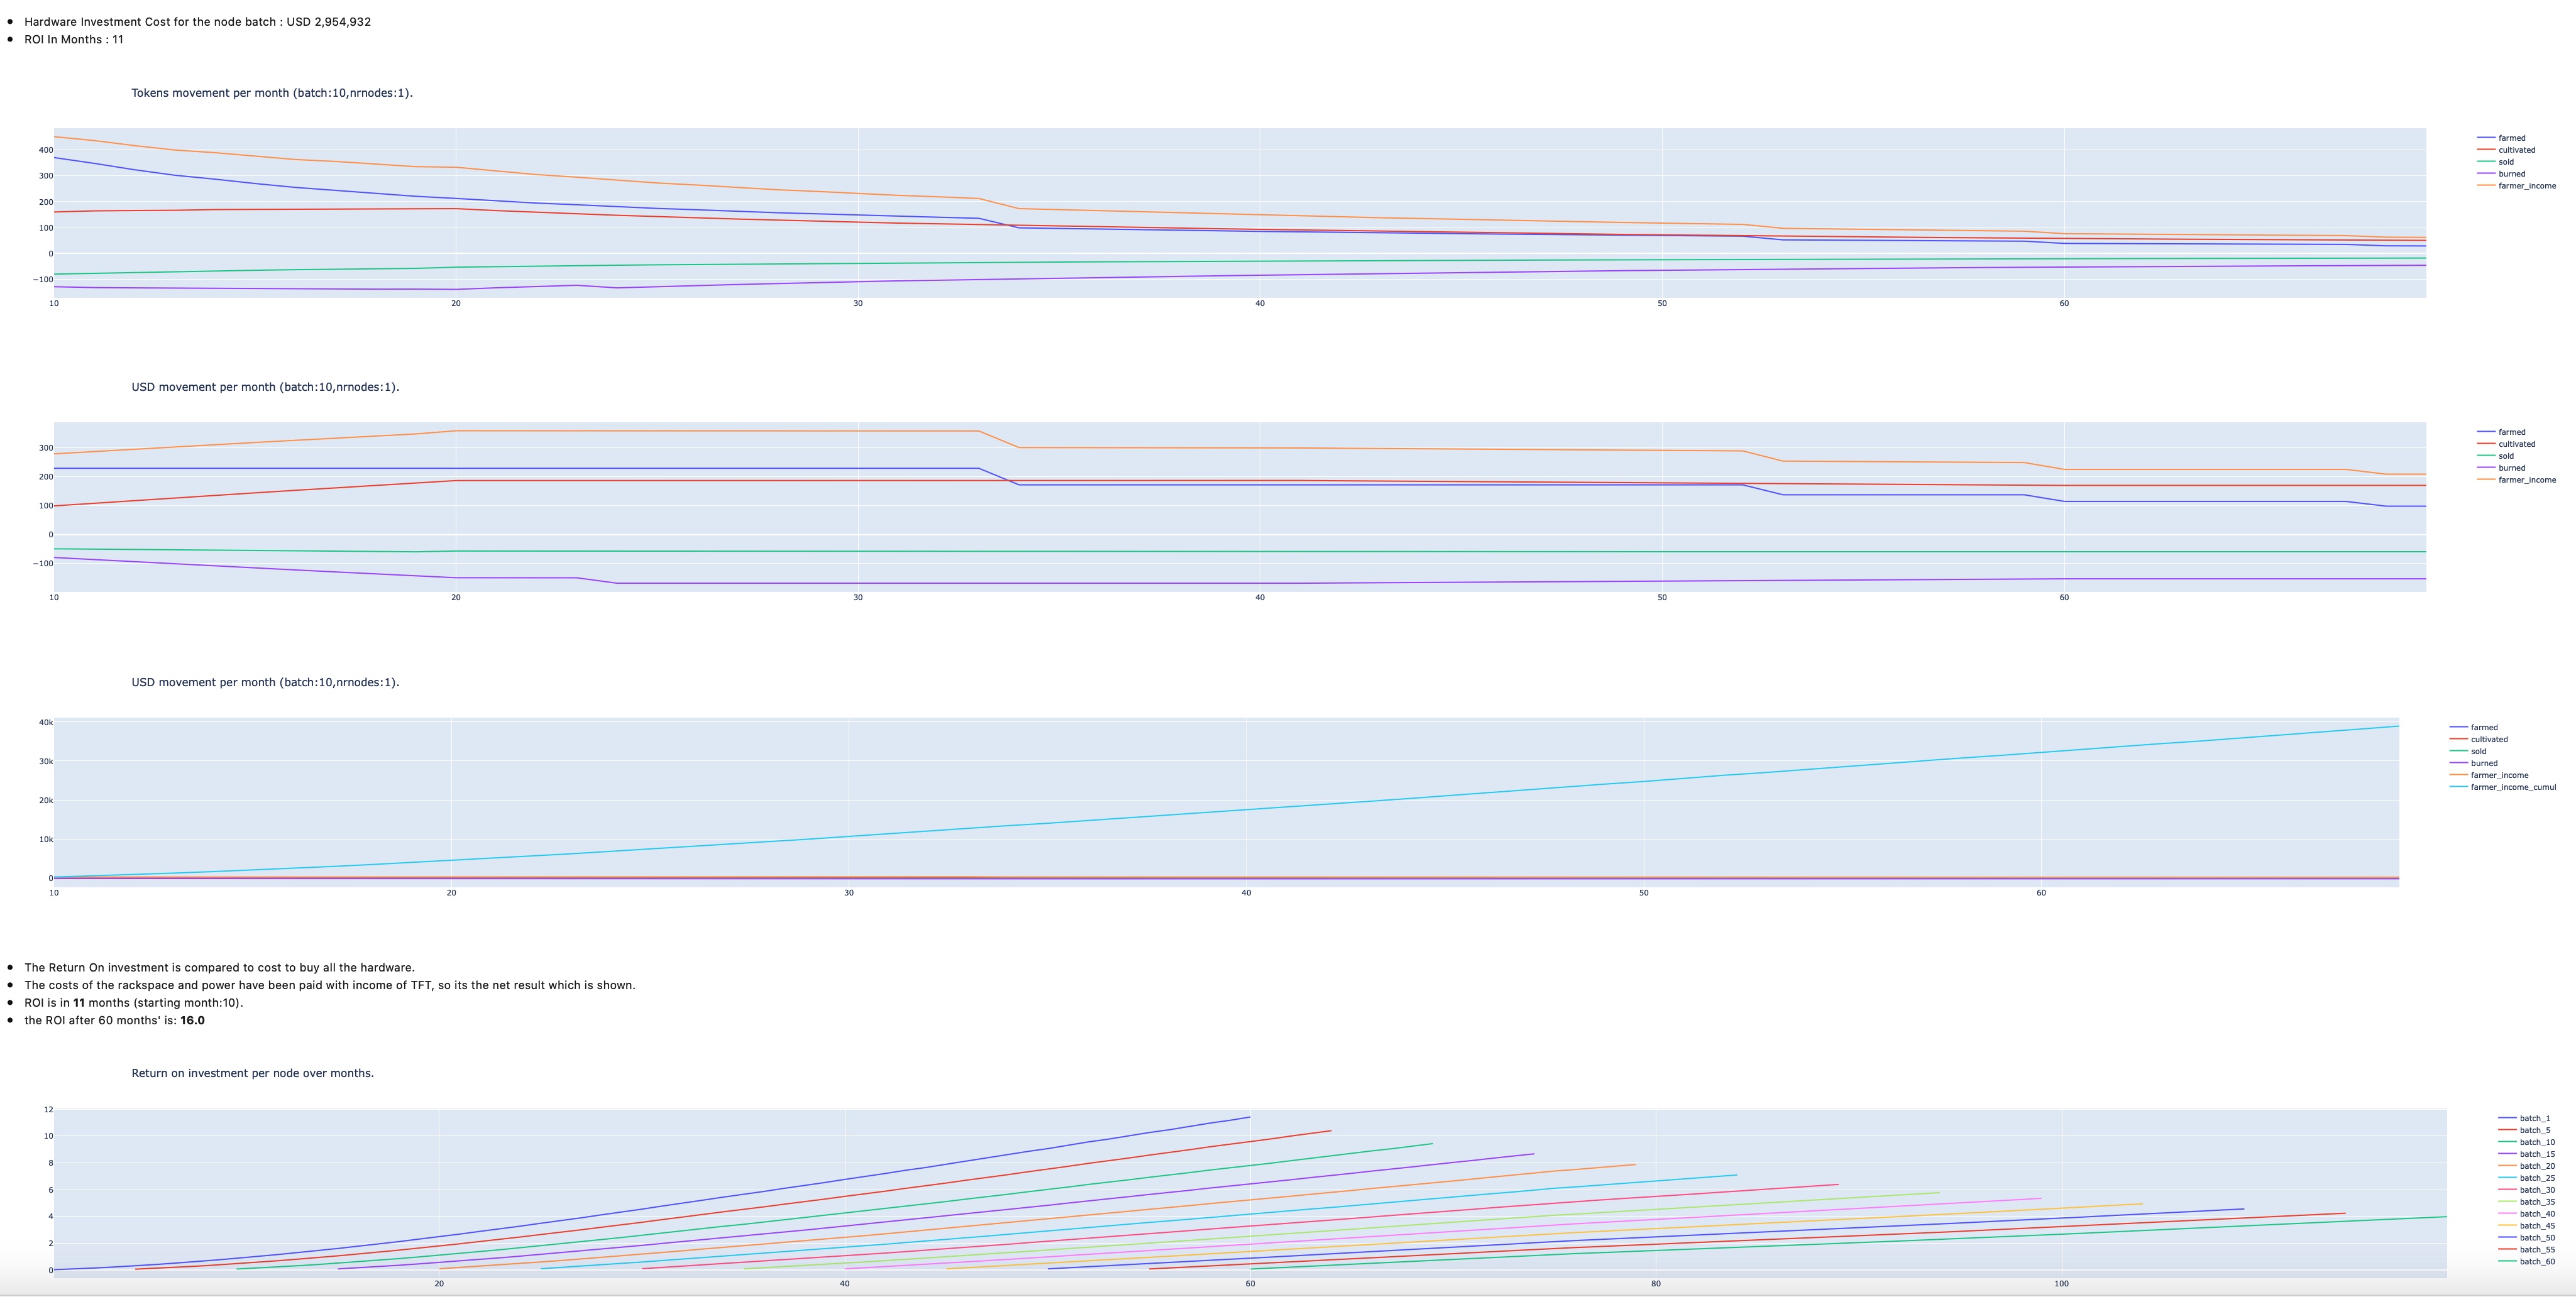 Hardware Investment Cost for the node batch : USD 2,954,932
ROI In Months : 11
Tokens movement per month (batch:10,nrnodes:1).
400
300
200
100
0
−100
10 20 30 40 50 60
farmed
cultivated
sold
burned
farmer_income
USD movement per month (batch:10,nrnodes:1).
300
200
100
0
−100
10 20 30 40 50 60
farmed
cultivated
sold
burned
farmer_income
USD movement per month (batch:10,nrnodes:1).
40k
30k
20k
10k
0
10 20 30 40 50 60
farmed
cultivated
sold
burned
farmer_income
farmer_income_cumul
The Return On investment is compared to cost to buy all the hardware.
The costs of the rackspace and power have been paid with income of TFT, so its the net result which is shown.
ROI is in 11 months (starting month:10).
the ROI after 60 months' is: 16.0
Return on investment per node over months.
12
10
8
6
4
2
0
20 40 60 80 100
batch_1
batch_5
batch_10
batch_15
batch_20
batch_25
batch_30
batch_35
batch_40
batch_45
batch_50
batch_55
batch_60